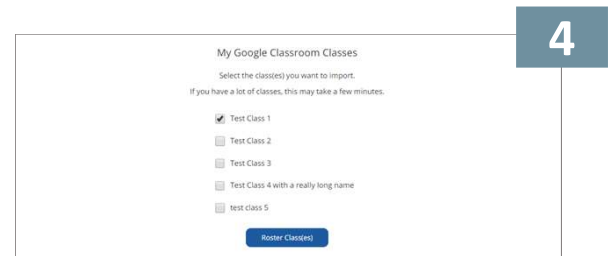 4
My Google Classroom Classes
Select the class(es) you want to import.
If you have a lot of classes, this may take a few minutes.
Test Class 1
Test Class 2
Test Class 3
Test Class 4 with a really long name
test class 5
Roster Class(es)